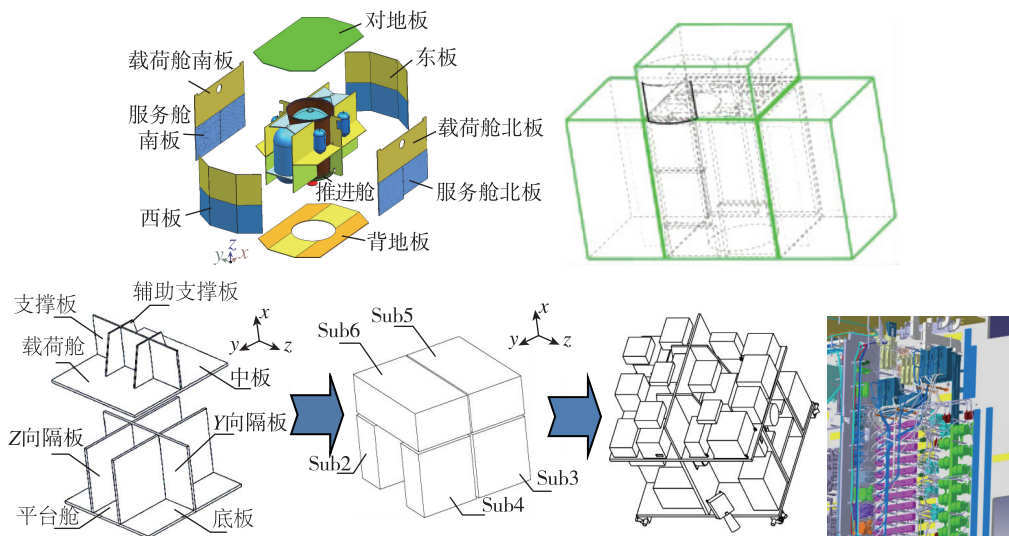 对地板
载荷舱南板
东板
服务舱
南板
载荷舱北板
推进舱
服务舱北板
西板
背地板
z
y
x
辅助支撑板
支撑板
载荷舱
中板
x
y
z
Z向隔板
Y向隔板
平台舱
底板
Sub5
Sub6
x
y
z
Sub2
Sub3
Sub4